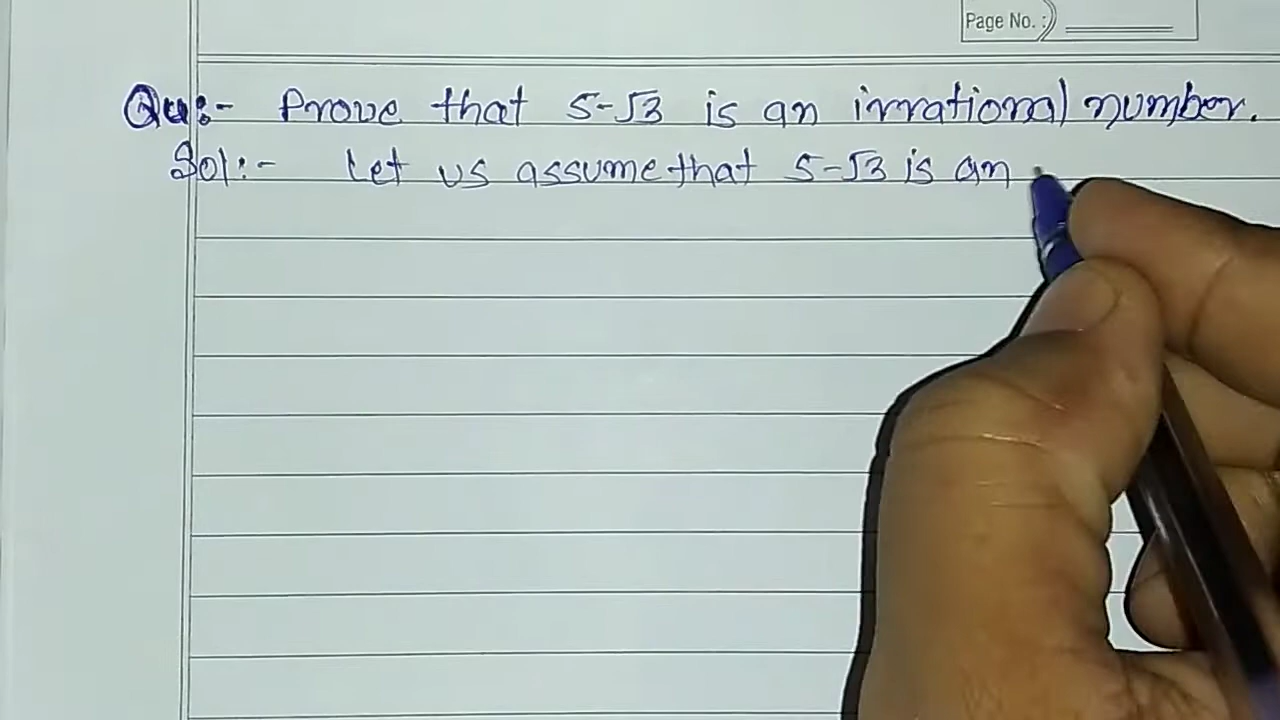 Page No. :
Qu:- Prove that 5-√3 is an irrational number.
Sol:- Let us assume that 5-√3 is an